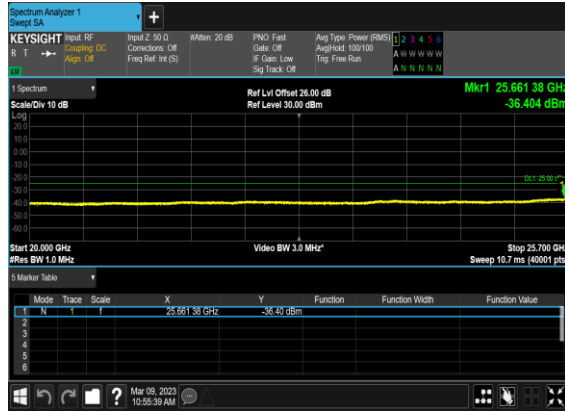 Spectrum Analyzer 1
Swept SA
+
KEYSIGHT Input: RF Input Z: 50 Ω #Atten: 20 dB PNO: Fast Avg Type: Power (RMS) 1 2 3 4 5 6
R T Coupling: DC Corrections: Off Gate: Off Avg|Hold: 100/100 A W W W W W
Align: Off Freq Ref: Int (S) IF Gain: Low Trig: Free Run
Sig Track: Off A N N N N N
1 Spectrum
Ref Lvl Offset 26.00 dB Mkr1 25.661 38 GHz
Scale/Div 10 dB Ref Level 30.00 dBm -36.404 dBm
Log
20.0
10.0
0.00
-10.0
-20.0
DL1 -25.00
-30.0
-40.0
-50.0
-60.0
Start 20.000 GHz Video BW 3.0 MHz* Stop 25.700 GH
#Res BW 1.0 MHz Sweep 10.7 ms (40001 pts
5 Marker Table
Mode Trace Scale X Y Function Function Width Function Value
1 N 1 f 25.661 38 GHz -36.40 dBm
2
3
4
5
6
? Mar 09, 2023
10:55:39 AM